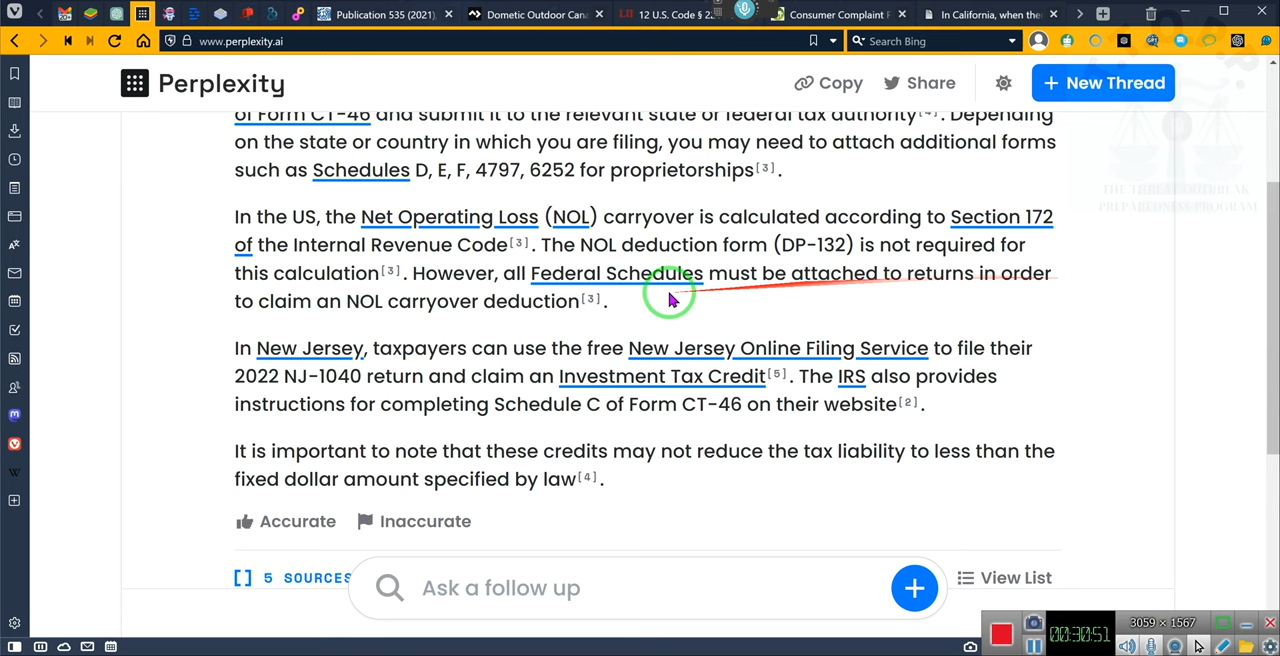 Publication 535 (2021),
Dometic Outdoor Can
12 U.S. Code § 2
Consumer Complaint F
In California, when the
www.perplexity.ai
Search Bing
Perplexity
Copy
Share
New Thread
of Form CT-46 and submit it to the relevant state or federal tax authority[4]. Depending
on the state or country in which you are filing, you may need to attach additional forms
such as Schedules D, E, F, 4797, 6252 for proprietorships[3].
In the US, the Net Operating Loss (NOL) carryover is calculated according to Section 172
of the Internal Revenue Code[3]. The NOL deduction form (DP-132) is not required for
this calculation[3]. However, all Federal Schedules must be attached to returns in order
to claim an NOL carryover deduction[3].
In New Jersey, taxpayers can use the free New Jersey Online Filing Service to file their
2022 NJ-1040 return and claim an Investment Tax Credit[5]. The IRS also provides
instructions for completing Schedule C of Form CT-46 on their website[2].
It is important to note that these credits may not reduce the tax liability to less than the
fixed dollar amount specified by law[4].
Accurate
Inaccurate
5 SOURCES
Ask a follow up
View List
THE THREAT OUTBREAK
PREPAREDNESS PROGRAM
00:30:51
3059 × 1567